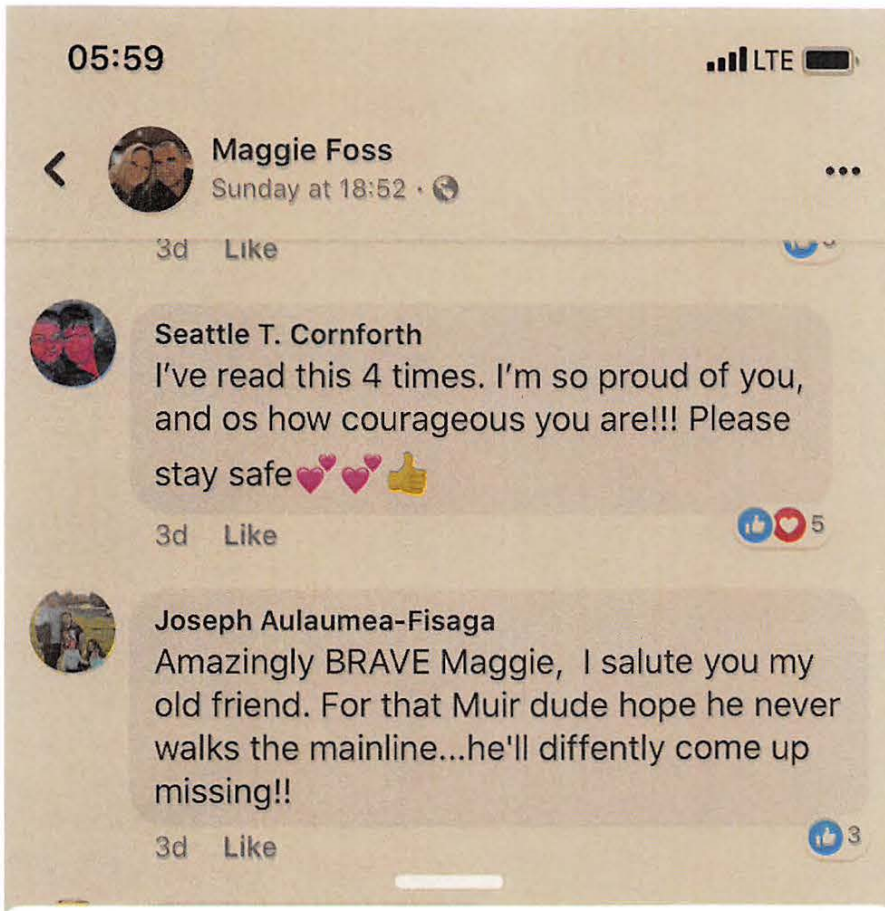 05:59
LTE
Maggie Foss
Sunday at 18:52 ·
3d Like
Seattle T. Cornforth
I've read this 4 times. I'm so proud of you,
and os how courageous you are!!! Please
stay safe💕💕👍
3d Like
5
Joseph Aulaumea-Fisaga
Amazingly BRAVE Maggie, I salute you my
old friend. For that Muir dude hope he never
walks the mainline...he'll diffently come up
missing!!
3d Like
3